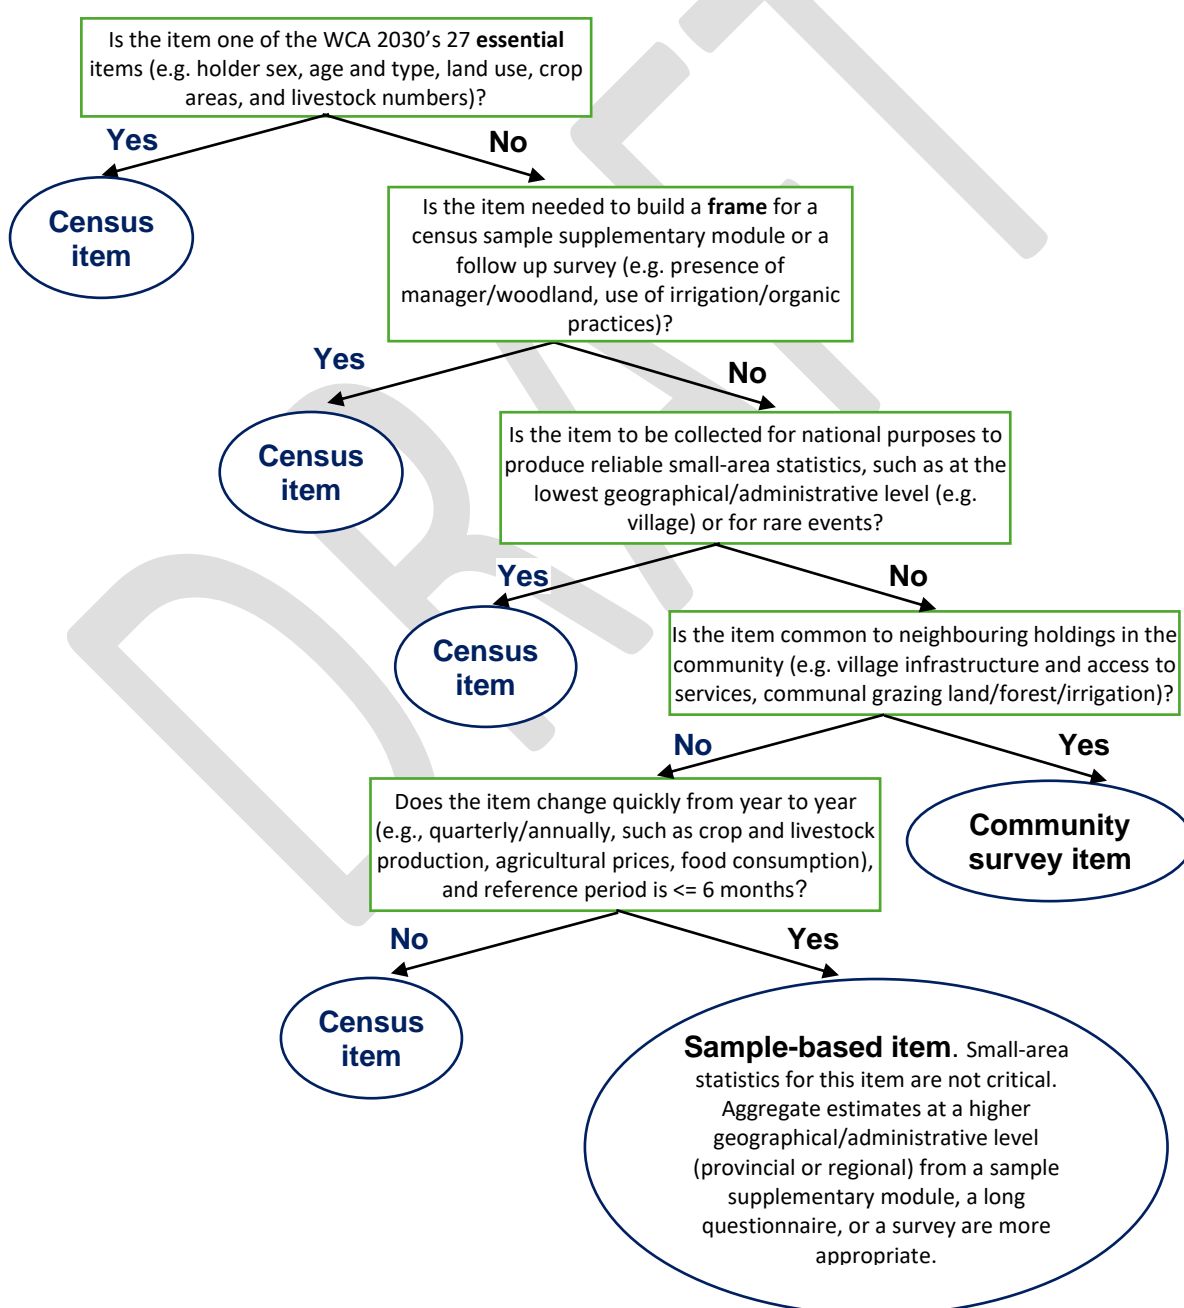 Is the item one of the WCA 2030’s 27 essential
items (e.g. holder sex, age and type, land use, crop
areas, and livestock numbers)?
Yes
No
Census
item
Is the item needed to build a frame for a
census sample supplementary module or a
follow up survey (e.g. presence of
manager/woodland, use of irrigation/organic
practices)?
Yes
No
Census
item
Is the item to be collected for national purposes to
produce reliable small-area statistics, such as at the
lowest geographical/administrative level (e.g.
village) or for rare events?
Yes
No
Census
item
Is the item common to neighbouring holdings in the
community (e.g. village infrastructure and access to
services, communal grazing land/forest/irrigation)?
No
Yes
Does the item change quickly from year to year
(e.g., quarterly/annually, such as crop and livestock
production, agricultural prices, food consumption),
and reference period is <= 6 months?
Community
survey item
No
Yes
Census
item
Sample-based item. Small-area
statistics for this item are not critical.
Aggregate estimates at a higher
geographical/administrative level
(provincial or regional) from a sample
supplementary module, a long
questionnaire, or a survey are more
appropriate.
DRAFT